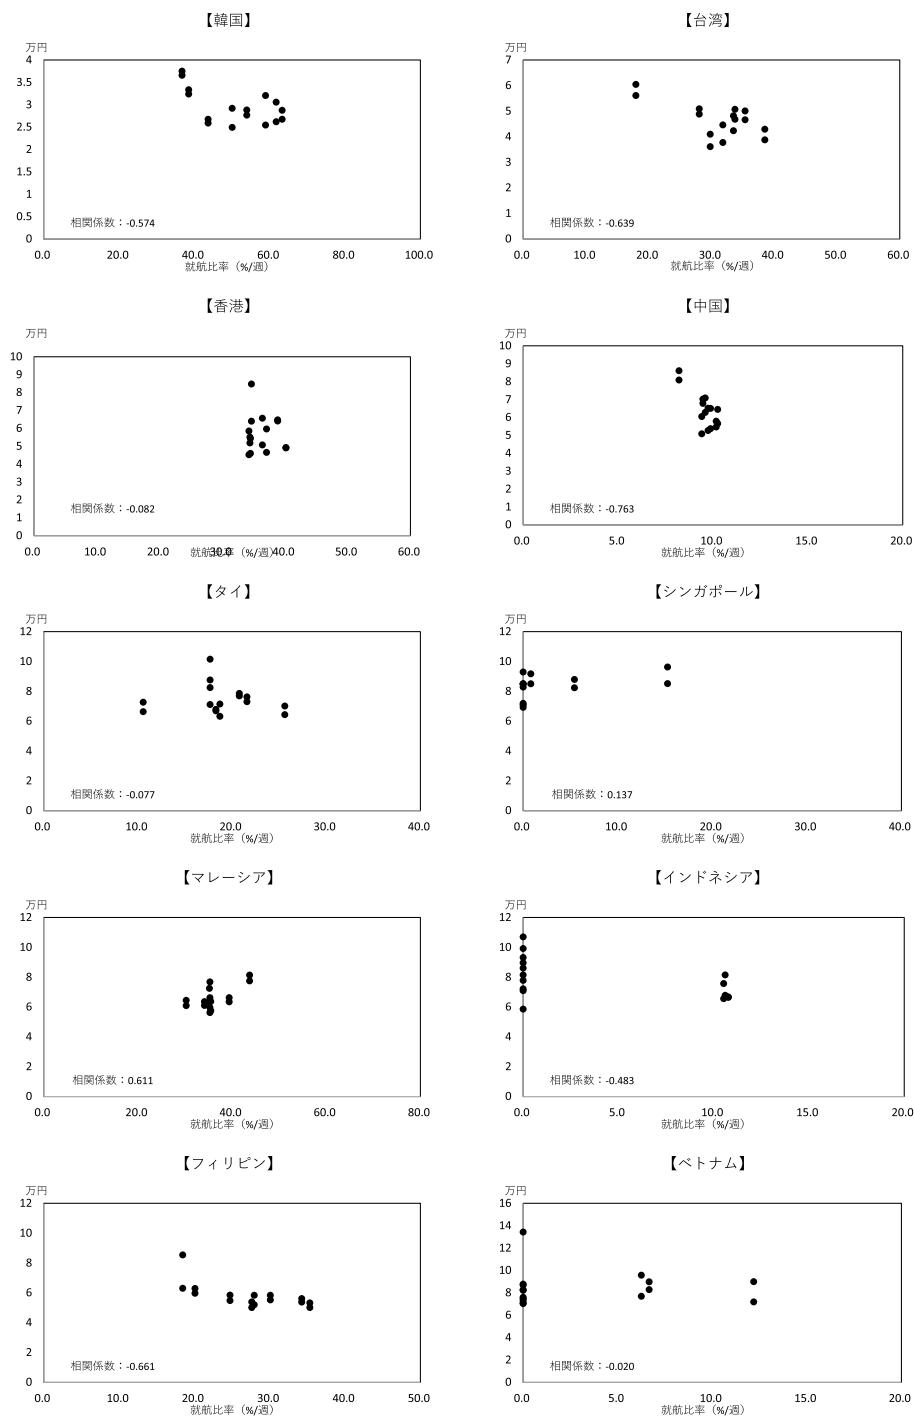 【韓国】
万円
4
3.5
3
2.5
2
1.5
1
0.5
0
相関係数：-0.574
0.0 20.0 40.0 60.0 80.0 100.0
就航比率（%/週）
【台湾】
万円
7
6
5
4
3
2
1
0
相関係数：-0.639
0.0 10.0 20.0 30.0 40.0 50.0 60.0
就航比率（%/週）
【香港】
万円
10
9
8
7
6
5
4
3
2
1
0
相関係数：-0.082
0.0 10.0 20.0 30.0 40.0 50.0 60.0
就航比率（%/週）
【中国】
万円
10
9
8
7
6
5
4
3
2
1
0
相関係数：-0.763
0.0 5.0 10.0 15.0 20.0
就航比率（%/週）
【タイ】
万円
12
10
8
6
4
2
0
相関係数：-0.077
0.0 10.0 20.0 30.0 40.0
就航比率（%/週）
【シンガポール】
万円
12
10
8
6
4
2
0
相関係数：0.137
0.0 10.0 20.0 30.0 40.0
就航比率（%/週）
【マレーシア】
万円
12
10
8
6
4
2
0
相関係数：0.611
0.0 20.0 40.0 60.0 80.0
就航比率（%/週）
【インドネシア】
万円
12
10
8
6
4
2
0
相関係数：-0.483
0.0 5.0 10.0 15.0 20.0
就航比率（%/週）
【フィリピン】
万円
12
10
8
6
4
2
0
相関係数：-0.661
0.0 10.0 20.0 30.0 40.0 50.0
就航比率（%/週）
【ベトナム】
万円
16
14
12
10
8
6
4
2
0
相関係数：-0.020
0.0 5.0 10.0 15.0 20.0
就航比率（%/週）